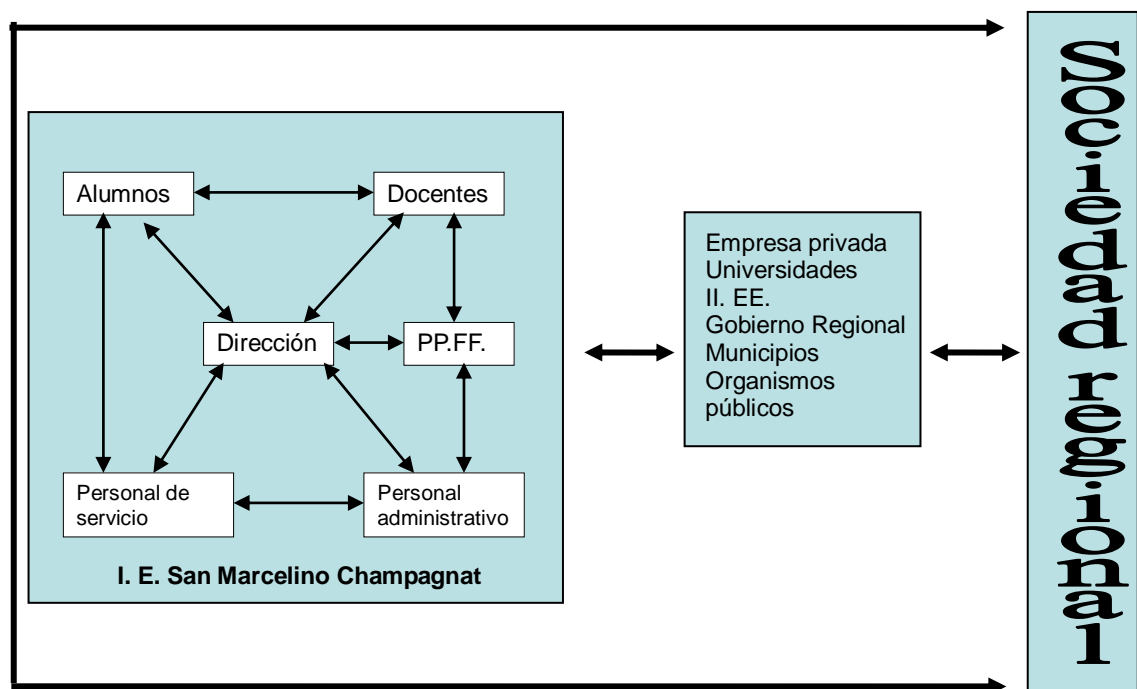 Alumnos
Docentes
Dirección
PP.FF.
Personal de
servicio
Personal
administrativo
I. E. San Marcelino Champagnat
Empresa privada
Universidades
II. EE.
Gobierno Regional
Municipios
Organismos
públicos
Sociedad regional